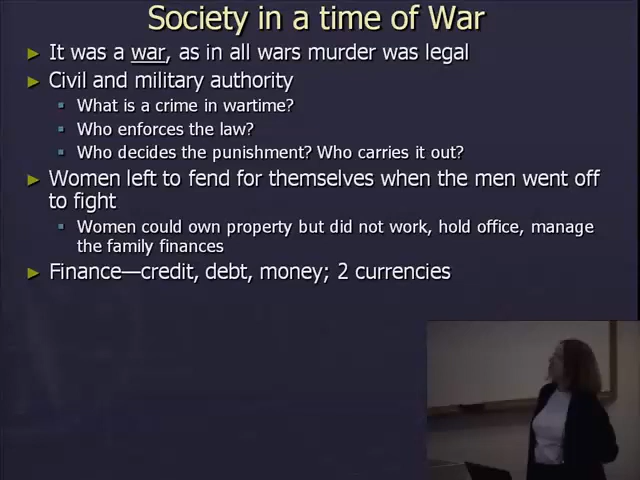 Society in a time of War
It was a war, as in all wars murder was legal
Civil and military authority
What is a crime in wartime?
Who enforces the law?
Who decides the punishment? Who carries it out?
Women left to fend for themselves when the men went off
to fight
Women could own property but did not work, hold office, manage
the family finances
Finance—credit, debt, money; 2 currencies